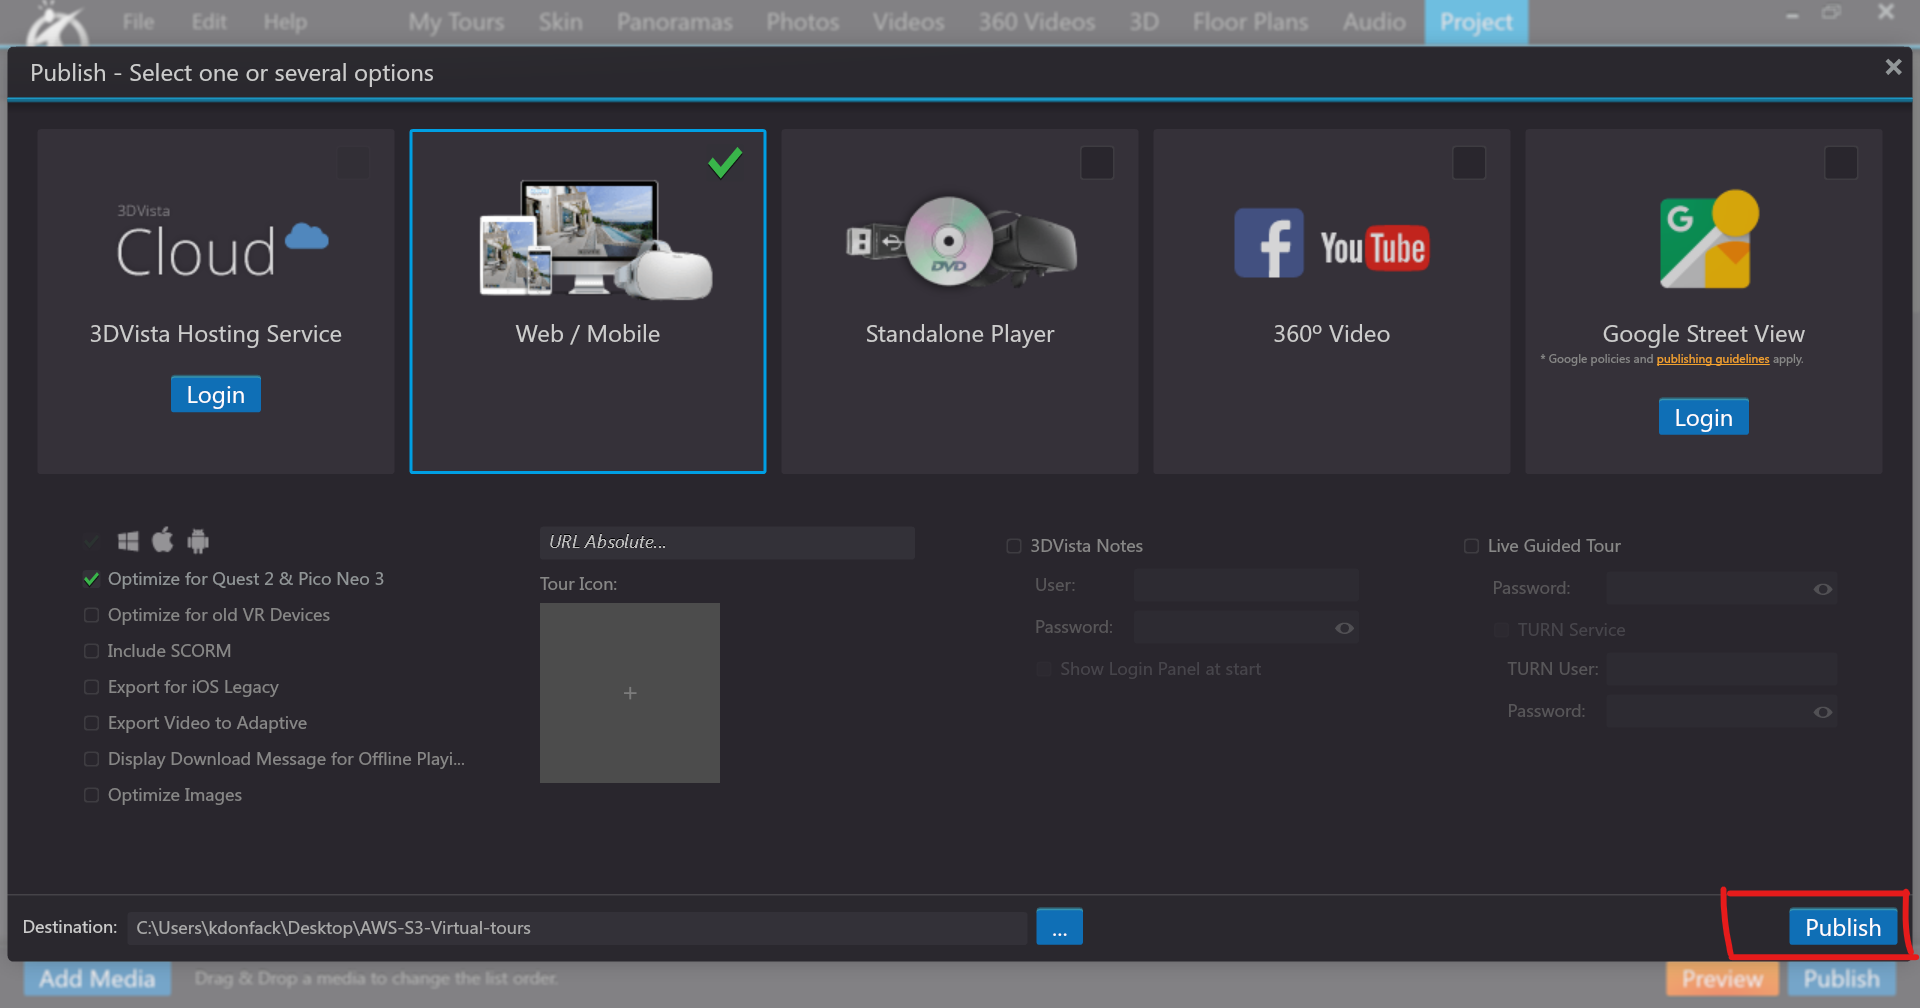 File Edit Help My Tours Skin Panoramas Photos Videos 360 Videos 3D Floor Plans Audio Project
Publish - Select one or several options
3DVista
Cloud
3DVista Hosting Service
Login
Web / Mobile
DVD
Standalone Player
f YouTube
360º Video
G
Google Street View
* Google policies and publishing guidelines apply.
Login
Optimize for Quest 2 & Pico Neo 3
Optimize for old VR Devices
Include SCORM
Export for iOS Legacy
Export Video to Adaptive
Display Download Message for Offline Playi...
Optimize Images
URL Absolute...
Tour Icon:
+
3DVista Notes
User:
Password:
Show Login Panel at start
Live Guided Tour
Password:
TURN Service
TURN User:
Password:
Destination: C:\Users\kdonfack\Desktop\AWS-S3-Virtual-tours ... Publish
Add Media Drag & Drop a media to change the list order. Preview Publish